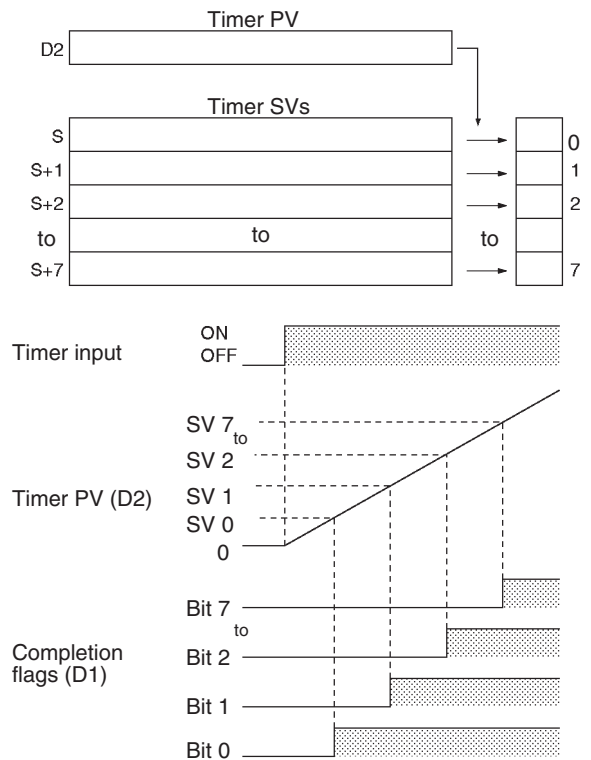 Timer PV
D2
Timer SVs
S
0
S+1
1
S+2
2
to
to
to
S+7
7
Timer input
ON
OFF
SV 7
to
SV 2
Timer PV (D2)
SV 1
SV 0
0
Bit 7
to
Completion
flags (D1)
Bit 2
Bit 1
Bit 0